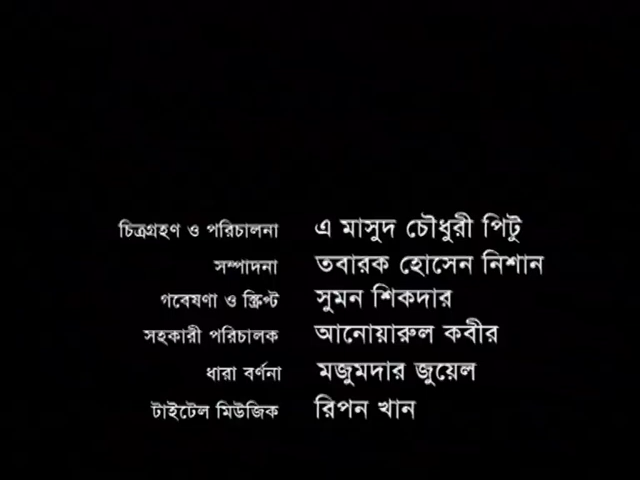 চিত্রগ্রহণ ও পরিচালনা এ মাসুদ চৌধুরী পিটু
সম্পাদনা তবারক হোসেন নিশান
গবেষণা ও স্ক্রিপ্ট সুমন শিকদার
সহকারী পরিচালক আনোয়ারুল কবীর
ধারা বর্ণনা মজুমদার জুয়েল
টাইটেল মিউজিক রিপন খান